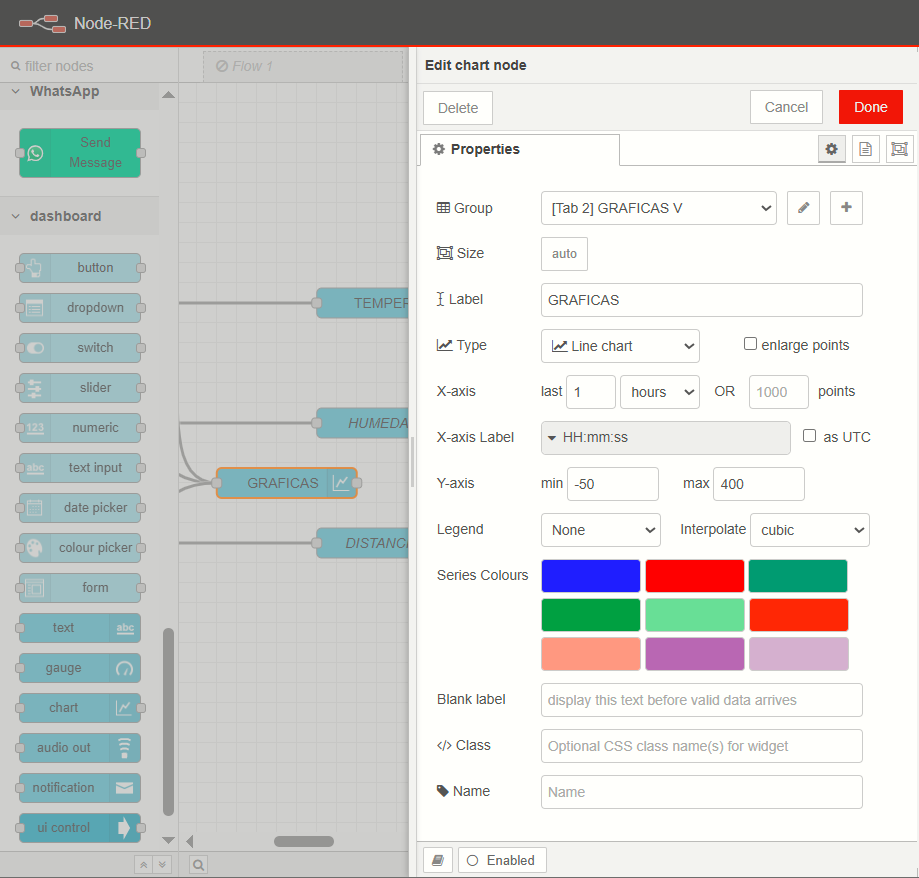 Node-RED
filter nodes
Flow 1
Edit chart node
WhatsApp
Delete
Cancel
Done
Send
Message
Properties
dashboard
Group
[Tab 2] GRAFICAS V
Size
auto
button
Label
GRAFICAS
dropdown
TEMPER
Type
Line chart
enlarge points
switch
X-axis
last
1
hours
OR
1000
points
slider
X-axis Label
HH:mm:ss
as UTC
123
numeric
HUMEDA
abc
text input
GRAFICAS
Y-axis
min
-50
max
400
date picker
Legend
None
Interpolate
cubic
colour picker
DISTANCI
Series Colours
form
text
abc
gauge
chart
Blank label
display this text before valid data arrives
audio out
Class
Optional CSS class name(s) for widget
notification
Name
Name
ui control
Enabled